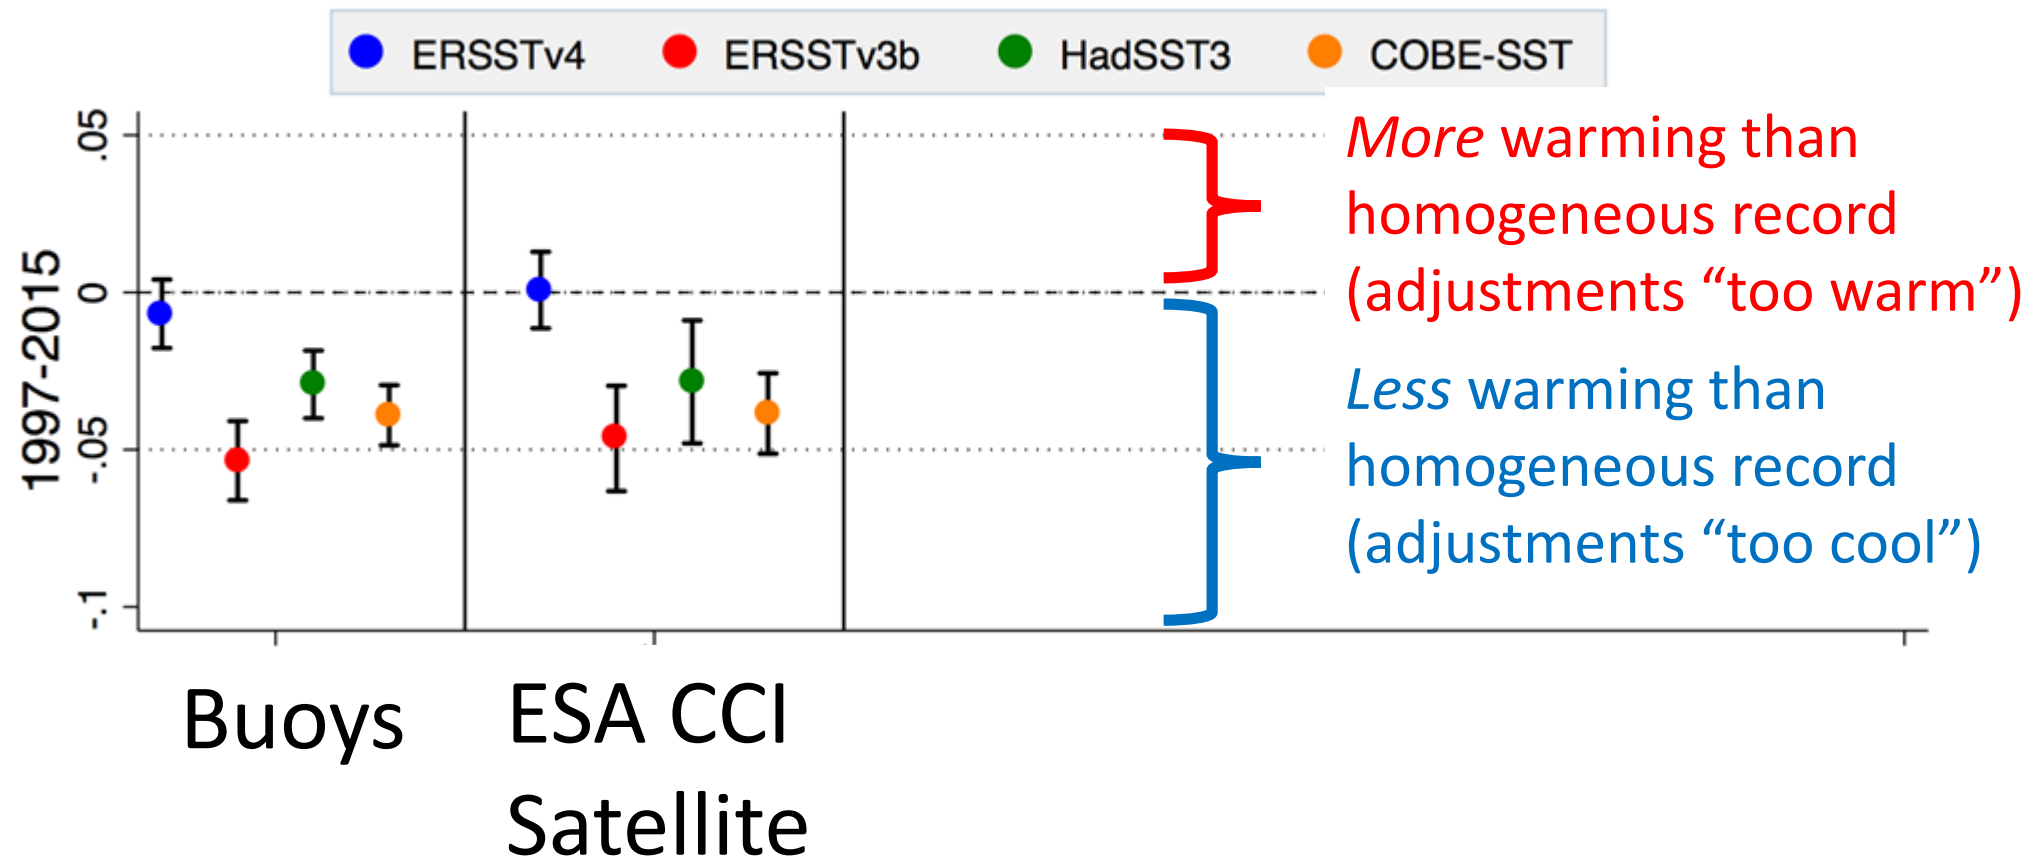 ERSSTv4 ERSSTv3b HadSST3 COBE-SST
1997-2015
.05
0
-.05
-.1
More warming than
homogeneous record
(adjustments “too warm”)
Less warming than
homogeneous record
(adjustments “too cool”)
Buoys
ESA CCI
Satellite